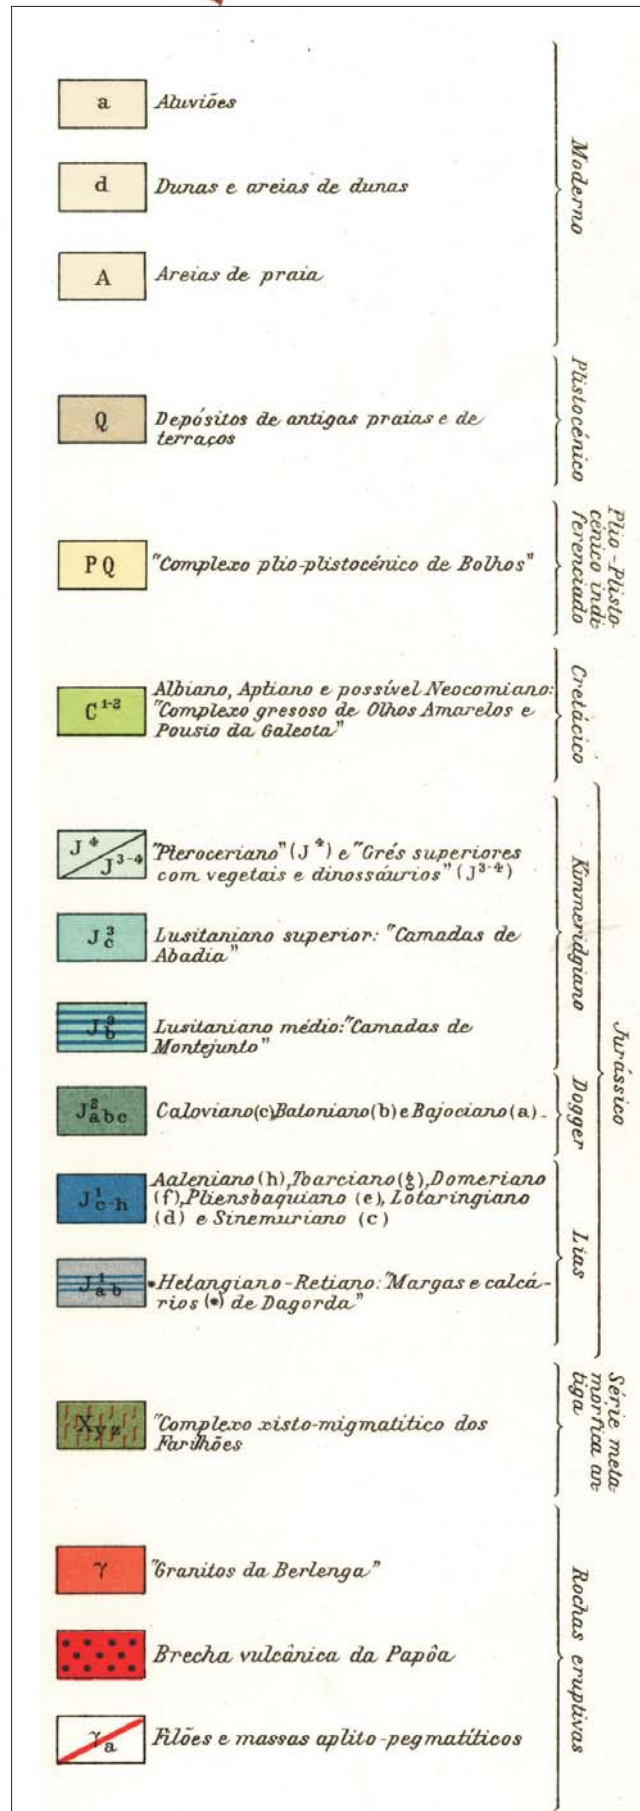 a Aluviões
d Dunas e areias de dunas
A Areias de praia
Moderno
Q Depósitos de antigas praias e de
terraços
Plistocénico
PQ "Complexo plio-plistocénico de Bolhos"
Plio-Plisto
cénico indi
ferenciado
C¹⁻² Albiano, Aptiano e possível Neocomiano:
"Complexo gresoso de Olhos Amarelos e
Pousio da Galeota"
Cretácico
J⁴
J³⁻⁴
"Pteroceriano" (J⁴) e "Grés superiores
com vegetais e dinossáurios" (J³⁻⁴)
J³c Lusitaniano superior: "Camadas de
Abadia"
J³b Lusitaniano médio: "Camadas de
Montejunto"
Kimmeridgiano
J²abc Caloviano (c) Batoniano (b) e Bajociano (a) -
Dogger
J¹c-h Aaleniano (h), Toarciano (g), Domeriano
(f), Pliensbaquiano (e), Lotaringiano
(d) e Sinemuriano (c)
J¹ab •Hetangiano-Retiano: "Margas e calcá-
rios (•) de Dagorda"
Lias
Jurássico
Xyz "Complexo xisto-migmatítico dos
Farilhões
Série meta-
mórfica an-
tiga
γ "Granitos da Berlenga"
Brecha vulcânica da Papôa
γa Filões e massas aplito-pegmatíticos
Rochas eruptivas